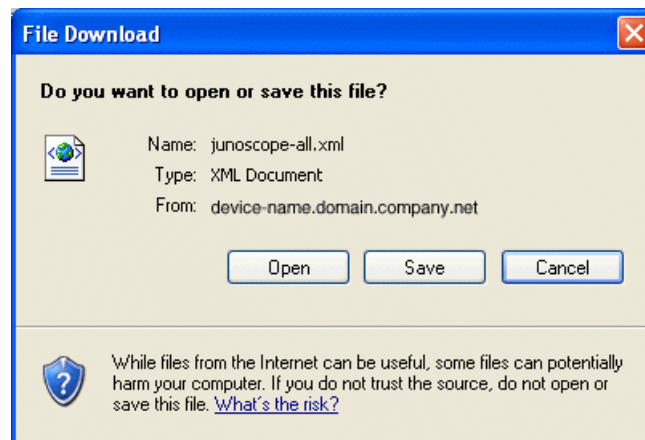 File Download
Do you want to open or save this file?
Name: junoscope-all.xml
Type: XML Document
From: device-name.domain.company.net
Open Save Cancel
While files from the Internet can be useful, some files can potentially
harm your computer. If you do not trust the source, do not open or
save this file. What's the risk?